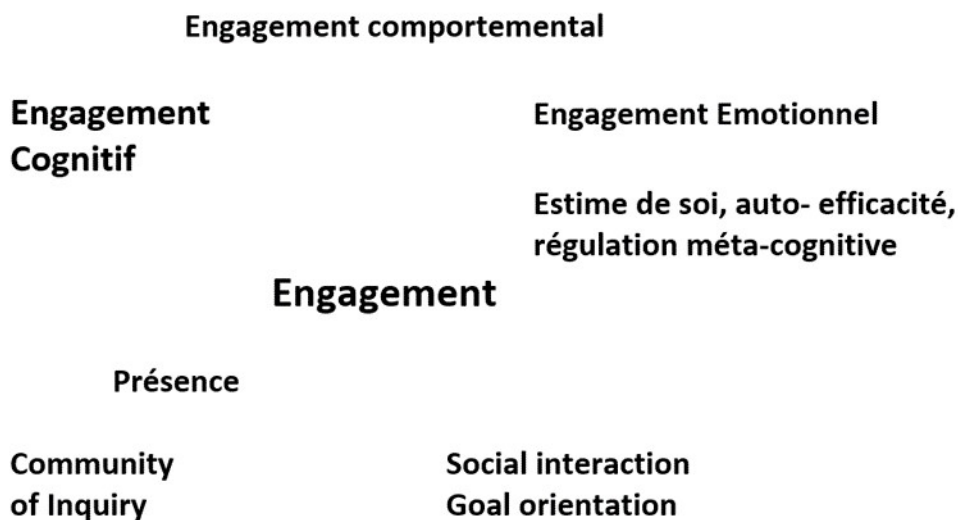 Engagement comportemental
Engagement
Cognitif
Engagement Emotionnel
Estime de soi, auto- efficacité,
régulation méta-cognitive
Engagement
Présence
Community
of Inquiry
Social interaction
Goal orientation